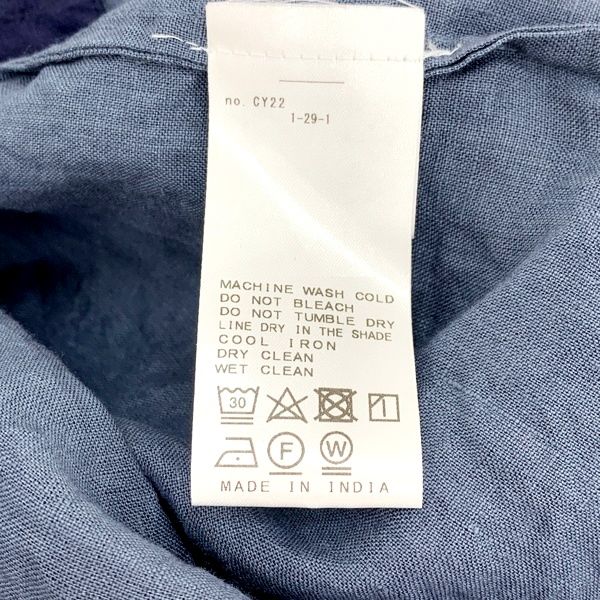 no. CY22
1-29-1
MACHINE WASH COLD
DO NOT BLEACH
DO NOT TUMBLE DRY
LINE DRY IN THE SHADE
COOL IRON
DRY CLEAN
WET CLEAN
30
F W
MADE IN INDIA